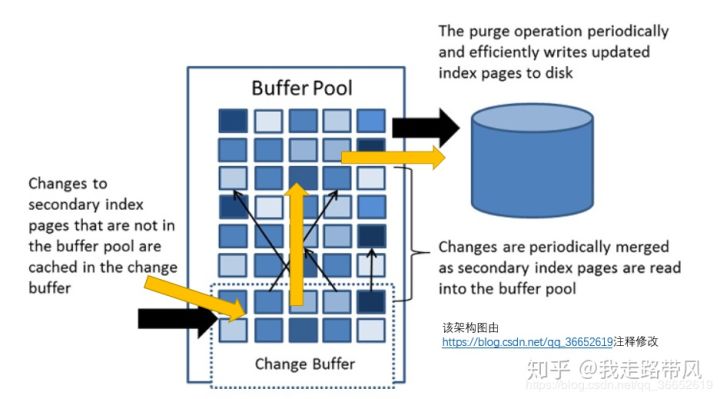 The purge operation periodically
and efficiently writes updated
index pages to disk
Buffer Pool
Changes to
secondary index
pages that are not in
the buffer pool are
cached in the change
buffer
Changes are periodically merged
as secondary index pages are read
into the buffer pool
Change Buffer
该架构图由
https://blog.csdn.net/qq_36652619注释修改
知乎 @我走路带风
https://blog.csdn.net/qq_36652619